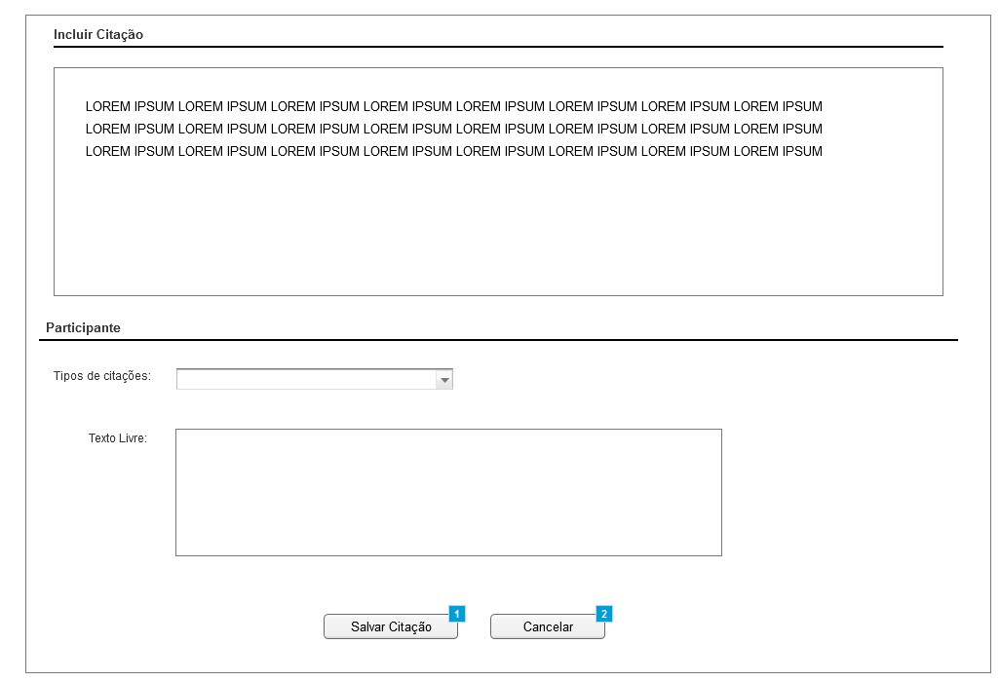 Incluir Citação
LOREM IPSUM LOREM IPSUM LOREM IPSUM LOREM IPSUM LOREM IPSUM LOREM IPSUM LOREM IPSUM LOREM IPSUM
LOREM IPSUM LOREM IPSUM LOREM IPSUM LOREM IPSUM LOREM IPSUM LOREM IPSUM LOREM IPSUM LOREM IPSUM
LOREM IPSUM LOREM IPSUM LOREM IPSUM LOREM IPSUM LOREM IPSUM LOREM IPSUM LOREM IPSUM LOREM IPSUM
Participante
Tipos de citações:
Texto Livre:
Salvar Citação 1 Cancelar 2